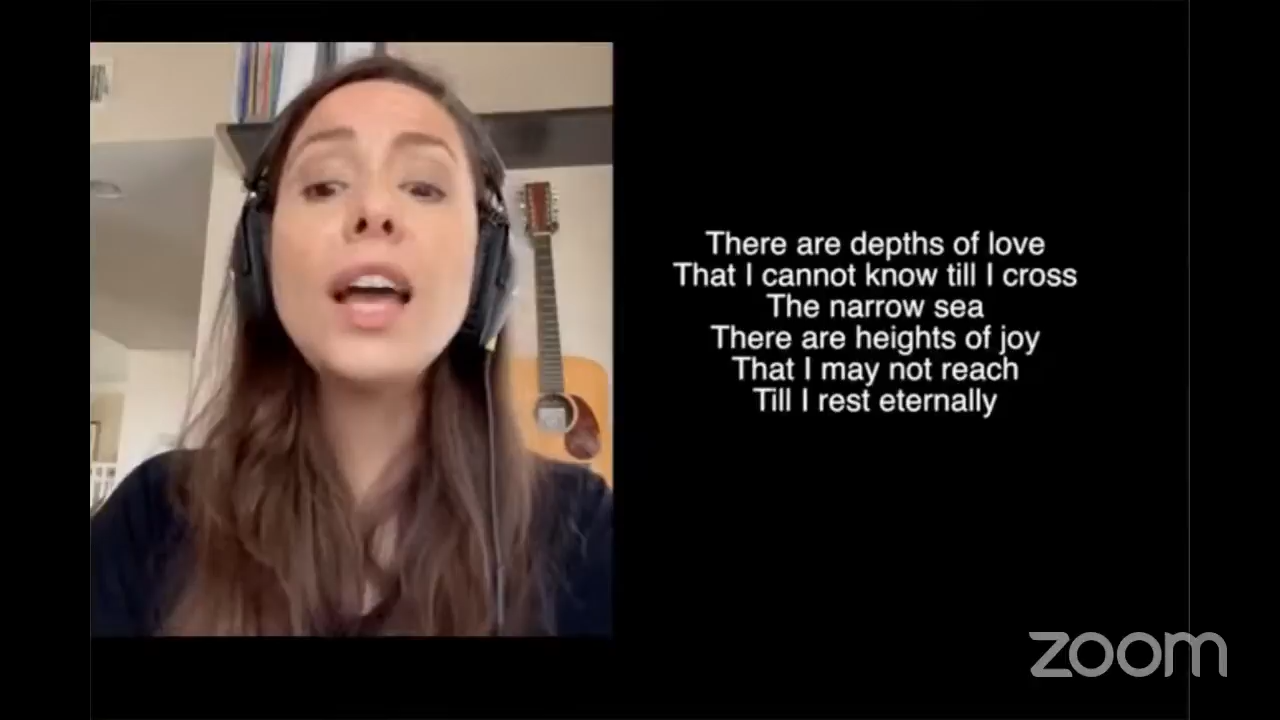 There are depths of love
That I cannot know till I cross
The narrow sea
There are heights of joy
That I may not reach
Till I rest eternally
zoom